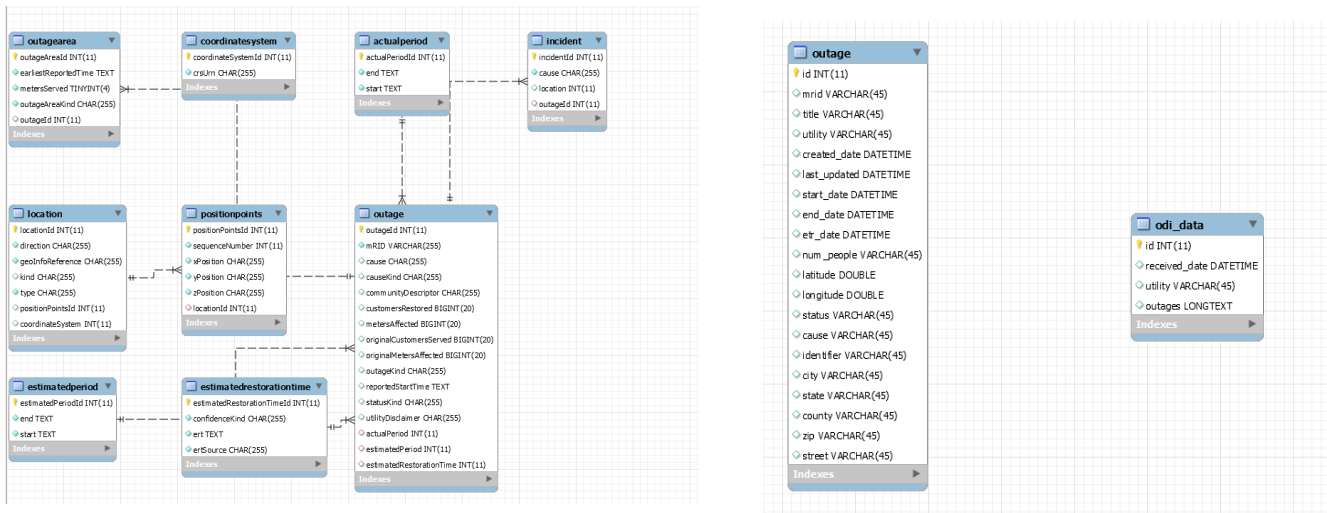 outagearea
outageAreaId INT(11)
earliestReportedTime TEXT
metersServed TINYINT(4)
outageAreaKind CHAR(255)
outageId INT(11)
Indexes
coordinatesystem
coordinateSystemId INT(11)
crsUrn CHAR(255)
Indexes
actualperiod
actualPeriodId INT(11)
end TEXT
start TEXT
Indexes
incident
incidentId INT(11)
cause CHAR(255)
location INT(11)
outageId INT(11)
Indexes
location
locationId INT(11)
direction CHAR(255)
geoInfoReference CHAR(255)
kind CHAR(255)
type CHAR(255)
positionPointsId INT(11)
coordinateSystem INT(11)
Indexes
positionpoints
positionPointsId INT(11)
sequenceNumber INT(11)
xPosition CHAR(255)
yPosition CHAR(255)
zPosition CHAR(255)
locationId INT(11)
Indexes
outage
outageId INT(11)
mRID VARCHAR(255)
cause CHAR(255)
causeKind CHAR(255)
communityDescriptor CHAR(255)
customersRestored BIGINT(20)
metersAffected BIGINT(20)
originalCustomersServed BIGINT(20)
originalMetersAffected BIGINT(20)
outageKind CHAR(255)
reportedStartTime TEXT
statusKind CHAR(255)
utilityDisclaimer CHAR(255)
actualPeriod INT(11)
estimatedPeriod INT(11)
estimatedRestorationTime INT(11)
Indexes
estimatedperiod
estimatedPeriodId INT(11)
end TEXT
start TEXT
Indexes
estimatedrestorationtime
estimatedRestorationTimeId INT(11)
confidenceKind CHAR(255)
ert TEXT
ertSource CHAR(255)
Indexes
outage
id INT(11)
mrid VARCHAR(45)
title VARCHAR(45)
utility VARCHAR(45)
created_date DATETIME
last_updated DATETIME
start_date DATETIME
end_date DATETIME
etr_date DATETIME
num_people VARCHAR(45)
latitude DOUBLE
longitude DOUBLE
status VARCHAR(45)
cause VARCHAR(45)
identifier VARCHAR(45)
city VARCHAR(45)
state VARCHAR(45)
county VARCHAR(45)
zip VARCHAR(45)
street VARCHAR(45)
Indexes
odi_data
id INT(11)
received_date DATETIME
utility VARCHAR(45)
outages LONGTEXT
Indexes